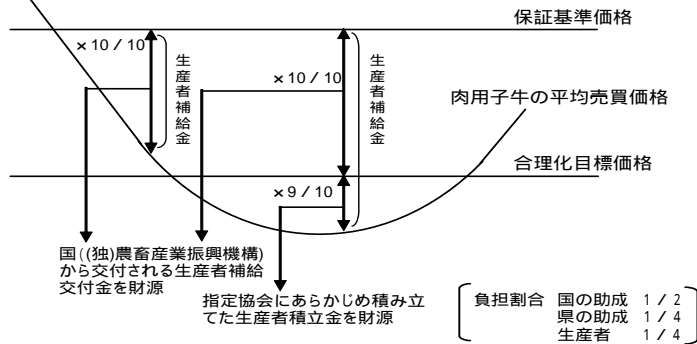 保証基準価格
×10/10
生産者補給金
×10/10
生産者補給金
肉用子牛の平均売買価格
合理化目標価格
×9/10
国((独)農畜産業振興機構)
から交付される生産者補給
交付金を財源
指定協会にあらかじめ積み立
てた生産者積立金を財源
負担割合 国の助成 1/2
県の助成 1/4
生産者 1/4